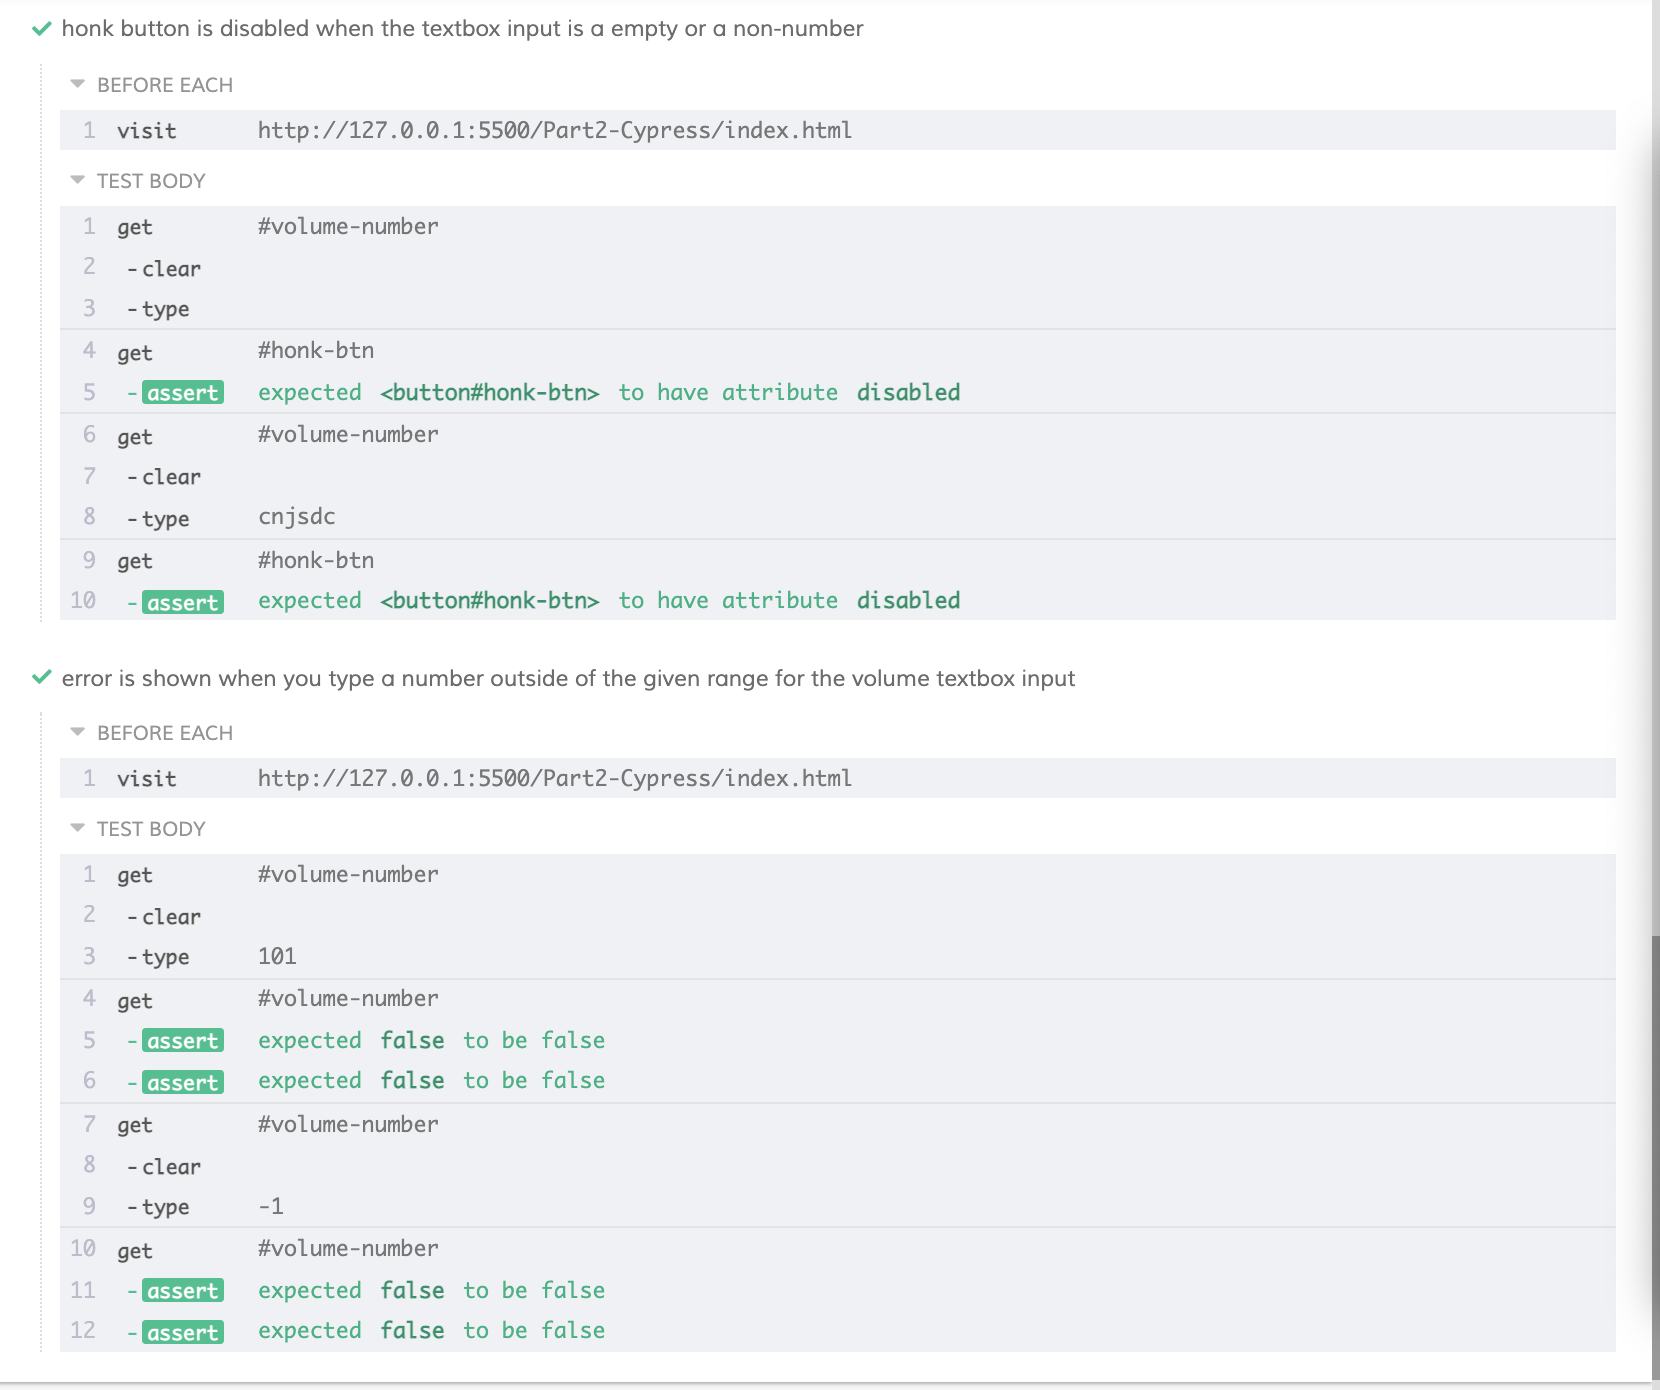 honk button is disabled when the textbox input is a empty or a non-number
BEFORE EACH
1 visit http://127.0.0.1:5500/Part2-Cypress/index.html
TEST BODY
1 get #volume-number
2 -clear
3 -type
4 get #honk-btn
5 -assert expected <button#honk-btn> to have attribute disabled
6 get #volume-number
7 -clear
8 -type cnjsdc
9 get #honk-btn
10 -assert expected <button#honk-btn> to have attribute disabled
error is shown when you type a number outside of the given range for the volume textbox input
BEFORE EACH
1 visit http://127.0.0.1:5500/Part2-Cypress/index.html
TEST BODY
1 get #volume-number
2 -clear
3 -type 101
4 get #volume-number
5 -assert expected false to be false
6 -assert expected false to be false
7 get #volume-number
8 -clear
9 -type -1
10 get #volume-number
11 -assert expected false to be false
12 -assert expected false to be false